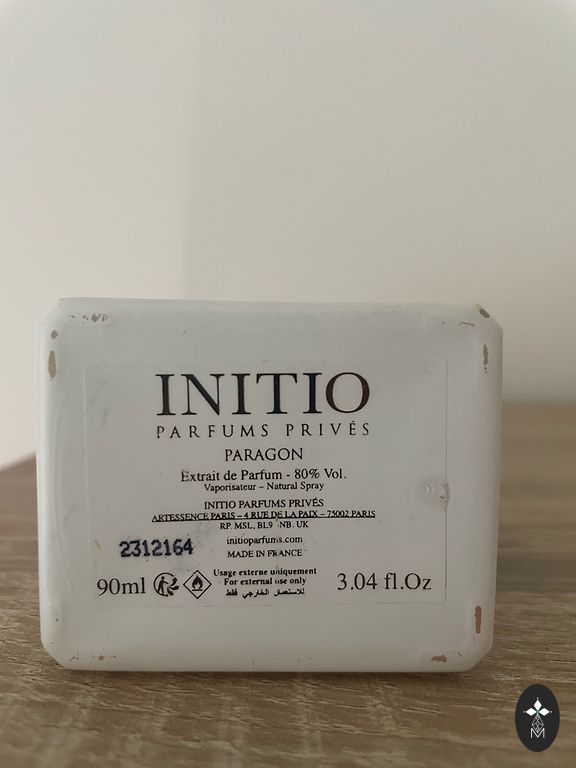 INITIO
PARFUMS PRIVÉS
PARAGON
Extrait de Parfum - 80% Vol.
Vaporisateur – Natural Spray
INITIO PARFUMS PRIVÉS
ARTESSENCE PARIS – 4 RUE DE LA PAIX – 75002 PARIS
RP. MSL, BL9 NB. UK
initioparfums.com
2312164
MADE IN FRANCE
Usage externe uniquement
90ml For external use only 3.04 fl.Oz
للاستعمال الخارجي فقط
M